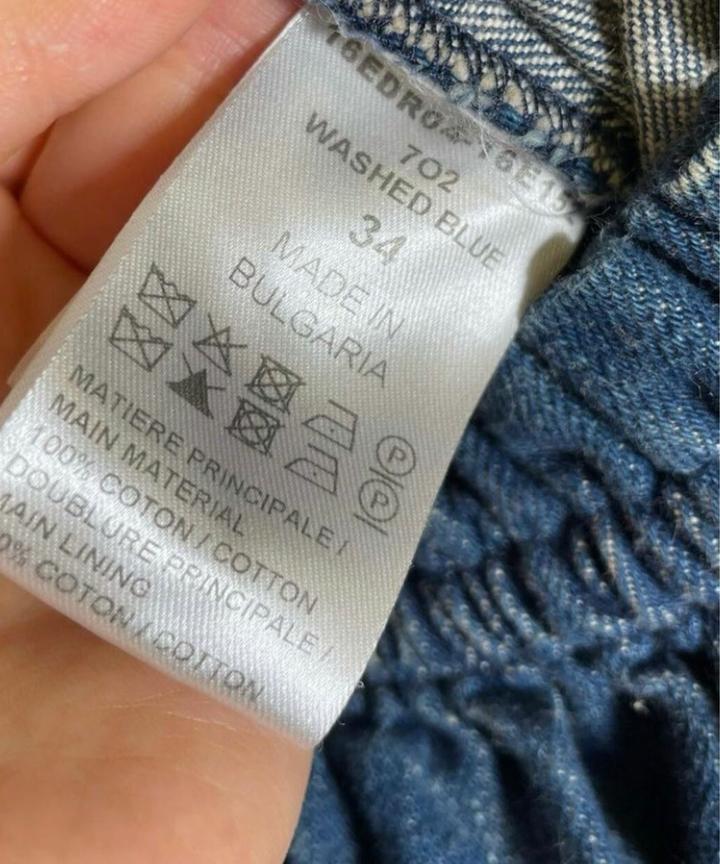 702
WASHED BLUE
34
MADE IN
BULGARIA
P
P
MATIERE PRINCIPALE /
MAIN MATERIAL
100% COTON / COTTON
DOUBLURE PRINCIPALE /
MAIN LINING
COTON / COTTON